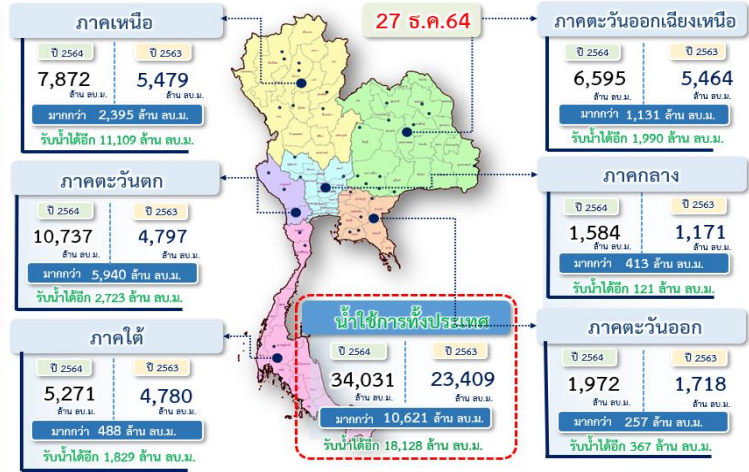 27 ธ.ค.64
ภาคเหนือ
ปี 2564 ปี 2563
7,872 5,479
ล้าน ลบ.ม. ล้าน ลบ.ม.
มากกว่า 2,395 ล้าน ลบ.ม.
รับน้ำได้อีก 11,109 ล้าน ลบ.ม.
ภาคตะวันออกเฉียงเหนือ
ปี 2564 ปี 2563
6,595 5,464
ล้าน ลบ.ม. ล้าน ลบ.ม.
มากกว่า 1,131 ล้าน ลบ.ม.
รับน้ำได้อีก 1,990 ล้าน ลบ.ม.
ภาคตะวันตก
ปี 2564 ปี 2563
10,737 4,797
ล้าน ลบ.ม. ล้าน ลบ.ม.
มากกว่า 5,940 ล้าน ลบ.ม.
รับน้ำได้อีก 2,723 ล้าน ลบ.ม.
ภาคกลาง
ปี 2564 ปี 2563
1,584 1,171
ล้าน ลบ.ม. ล้าน ลบ.ม.
มากกว่า 413 ล้าน ลบ.ม.
รับน้ำได้อีก 121 ล้าน ลบ.ม.
ภาคใต้
ปี 2564 ปี 2563
5,271 4,780
ล้าน ลบ.ม. ล้าน ลบ.ม.
มากกว่า 488 ล้าน ลบ.ม.
รับน้ำได้อีก 1,829 ล้าน ลบ.ม.
น้ำใช้การทั้งประเทศ
ปี 2564 ปี 2563
34,031 23,409
ล้าน ลบ.ม. ล้าน ลบ.ม.
มากกว่า 10,621 ล้าน ลบ.ม.
รับน้ำได้อีก 18,128 ล้าน ลบ.ม.
ภาคตะวันออก
ปี 2564 ปี 2563
1,972 1,718
ล้าน ลบ.ม. ล้าน ลบ.ม.
มากกว่า 257 ล้าน ลบ.ม.
รับน้ำได้อีก 367 ล้าน ลบ.ม.